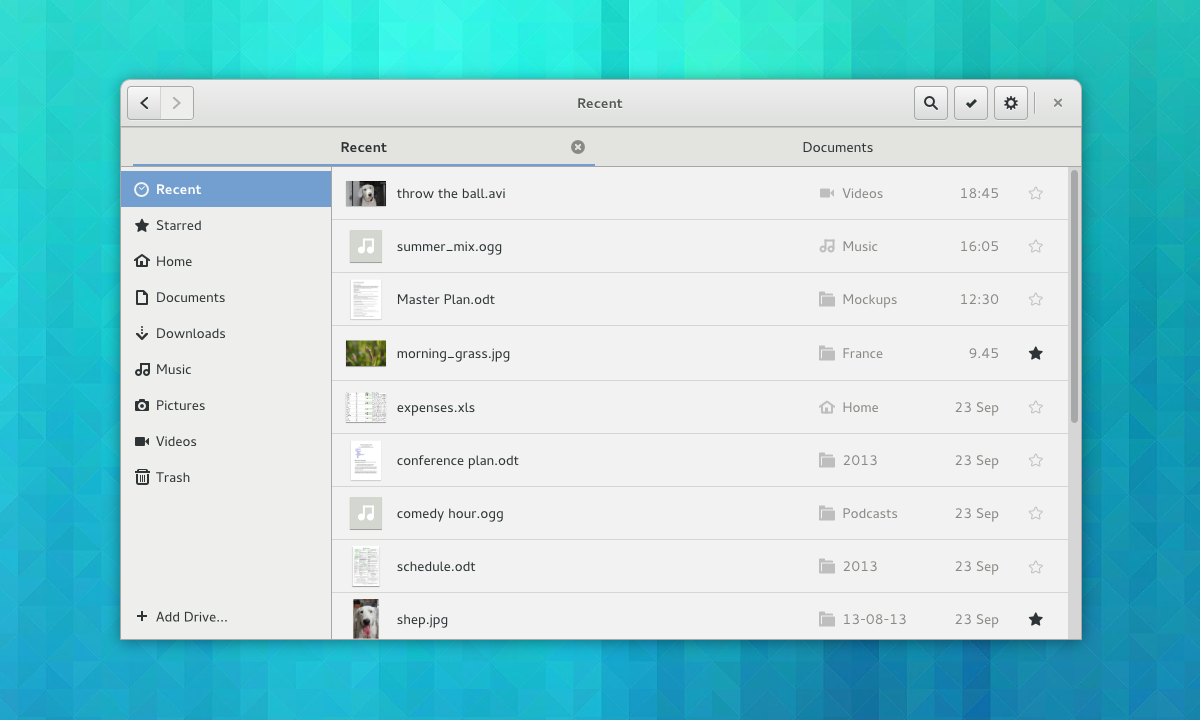 Recent
Recent Documents
Recent
Starred
Home
Documents
Downloads
Music
Pictures
Videos
Trash
Add Drive...
throw the ball.avi Videos 18:45
summer_mix.ogg Music 16:05
Master Plan.odt Mockups 12:30
morning_grass.jpg France 9.45
expenses.xls Home 23 Sep
conference plan.odt 2013 23 Sep
comedy hour.ogg Podcasts 23 Sep
schedule.odt 2013 23 Sep
shep.jpg 13-08-13 23 Sep